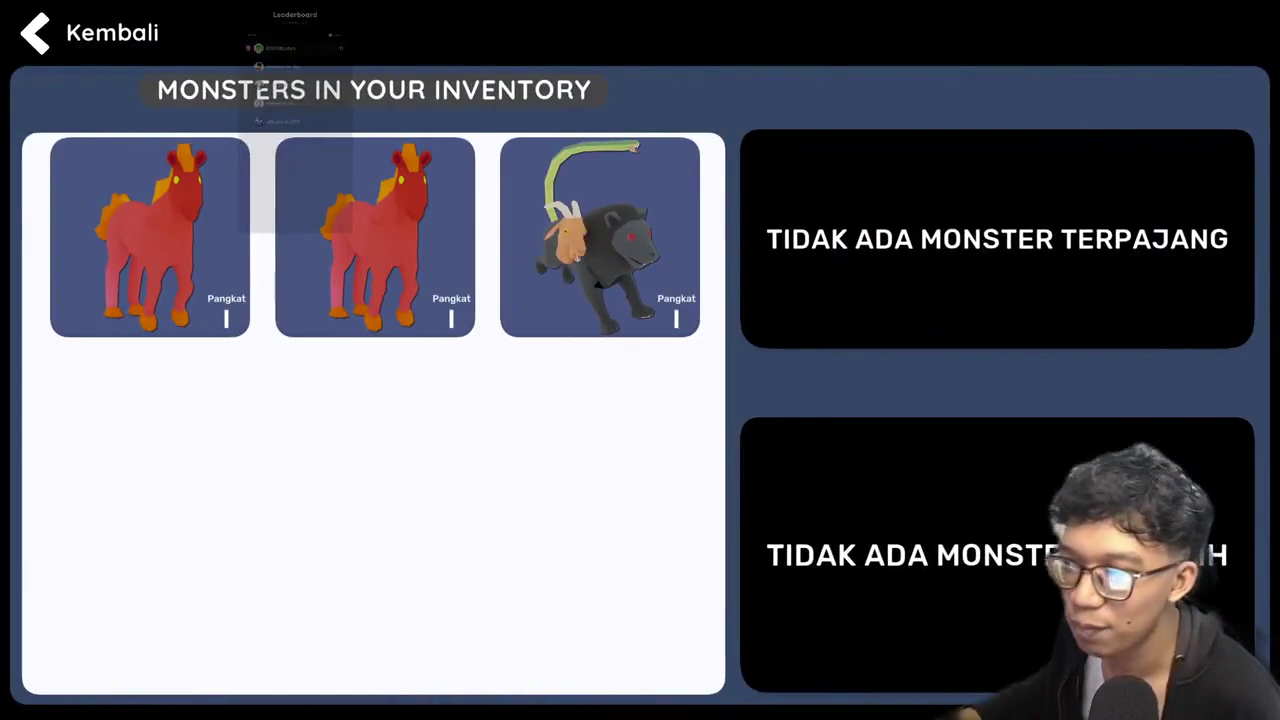 Leaderboard
Kembali
MONSTERS IN YOUR INVENTORY
Pangkat
I
Pangkat
I
Pangkat
I
TIDAK ADA MONSTER TERPAJANG
TIDAK ADA MONSTE